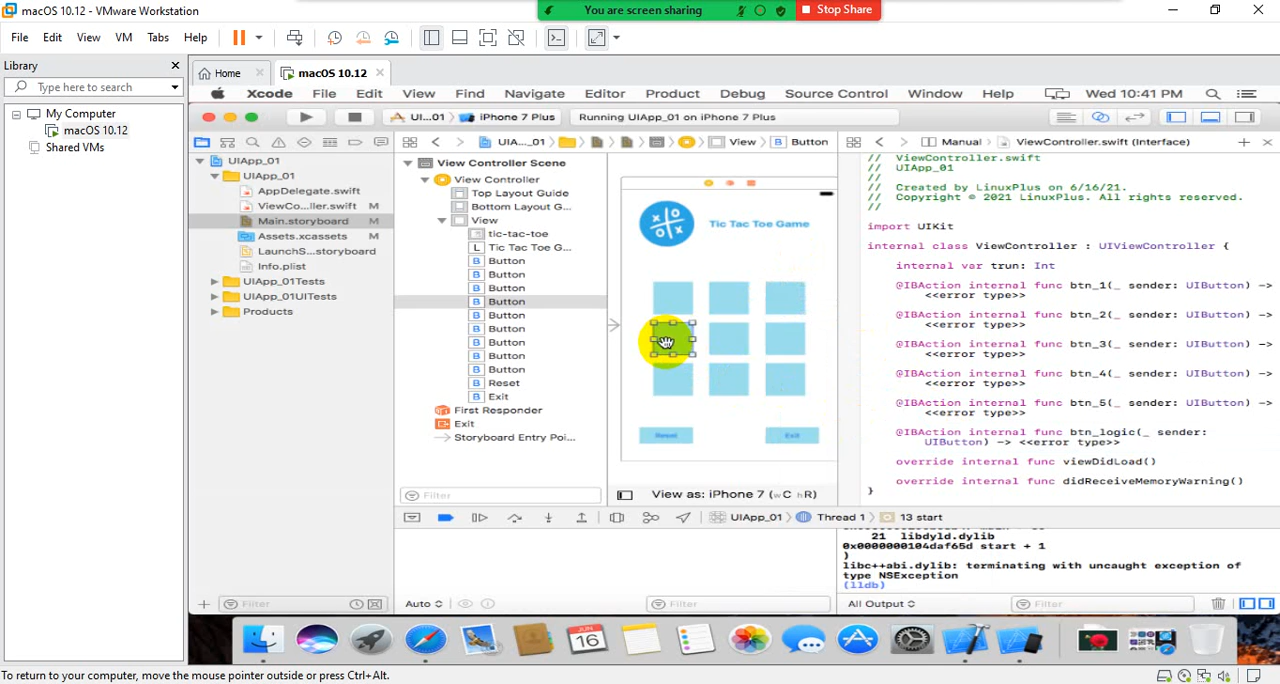 macOS 10.12 - VMware Workstation
You are screen sharing
Stop Share
File Edit View VM Tabs Help
Library
Type here to search
My Computer
macOS 10.12
Shared VMs
Home
macOS 10.12
Xcode File Edit View Find Navigate Editor Product Debug Source Control Window Help Wed 10:41 PM
UI...01 iPhone 7 Plus
Running UIApp_01 on iPhone 7 Plus
UIA..._01 View Button
Manual ViewController.swift (Interface)
UIApp_01
UIApp_01
AppDelegate.swift
ViewCo...ller.swift M
Main.storyboard M
Assets.xcassets M
LaunchS...storyboard
Info.plist
UIApp_01Tests
UIApp_01UITests
Products
Filter
View Controller Scene
View Controller
Top Layout Guide
Bottom Layout G...
View
tic-tac-toe
L Tic Tac Toe G...
B Button
B Button
B Button
B Button
B Button
B Button
B Button
B Button
B Button
B Reset
B Exit
First Responder
Exit
Storyboard Entry Poi...
Filter
Tic Tac Toe Game
Reset
Exit
View as: iPhone 7 (wC hR)
// ViewController.swift
// UIApp_01
//
// Created by LinuxPlus on 6/16/21.
// Copyright © 2021 LinuxPlus. All rights reserved.
//
import UIKit
internal class ViewController : UIViewController {
internal var trun: Int
@IBAction internal func btn_1(_ sender: UIButton) ->
<<error type>>
@IBAction internal func btn_2(_ sender: UIButton) ->
<<error type>>
@IBAction internal func btn_3(_ sender: UIButton) ->
<<error type>>
@IBAction internal func btn_4(_ sender: UIButton) ->
<<error type>>
@IBAction internal func btn_5(_ sender: UIButton) ->
<<error type>>
@IBAction internal func btn_logic(_ sender:
UIButton) -> <<error type>>
override internal func viewDidLoad()
override internal func didReceiveMemoryWarning()
}
UIApp_01 Thread 1 13 start
21 libdyld.dylib
0x0000000104daf65d start + 1
)
libc++abi.dylib: terminating with uncaught exception of
type NSException
(lldb)
Auto
Filter
All Output
Filter
JUN
16
To return to your computer, move the mouse pointer outside or press Ctrl+Alt.